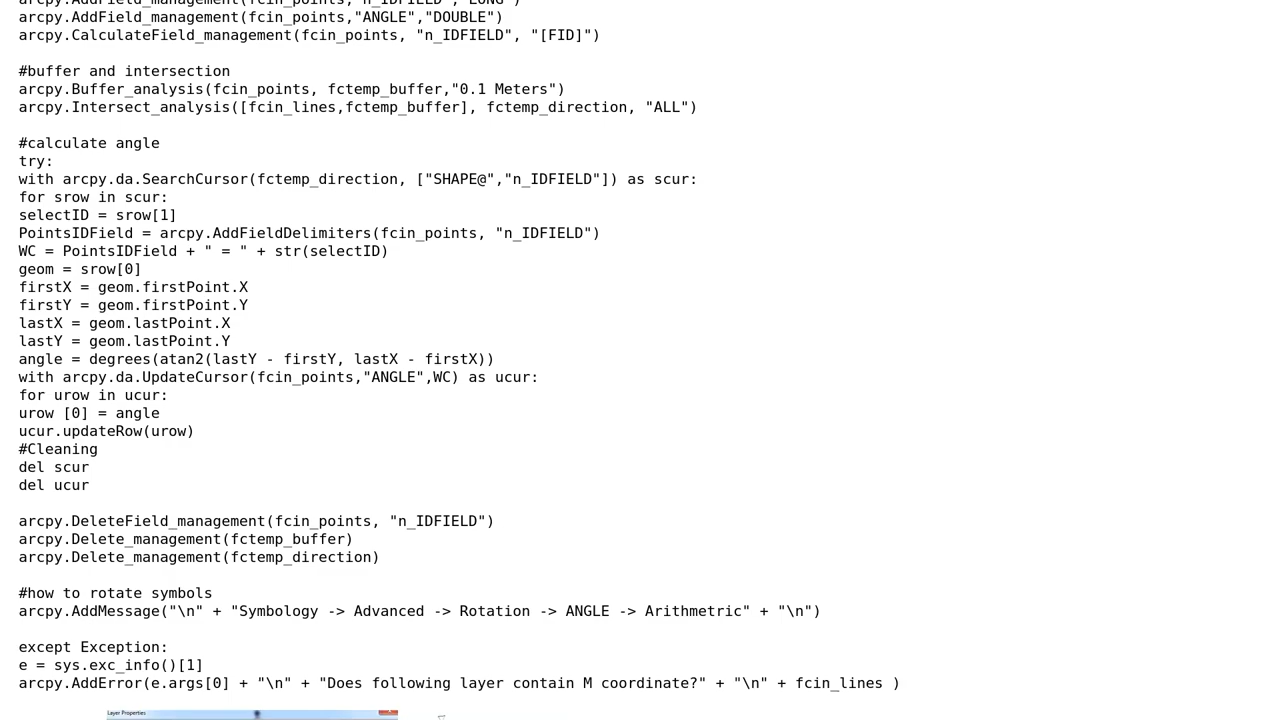 arcpy.AddField_management(fcin_points,"n_IDFIELD","LONG")
arcpy.AddField_management(fcin_points,"ANGLE","DOUBLE")
arcpy.CalculateField_management(fcin_points, "n_IDFIELD", "[FID]")
#buffer and intersection
arcpy.Buffer_analysis(fcin_points, fctemp_buffer,"0.1 Meters")
arcpy.Intersect_analysis([fcin_lines,fctemp_buffer], fctemp_direction, "ALL")
#calculate angle
try:
with arcpy.da.SearchCursor(fctemp_direction, ["SHAPE@","n_IDFIELD"]) as scur:
for srow in scur:
selectID = srow[1]
PointsIDField = arcpy.AddFieldDelimiters(fcin_points, "n_IDFIELD")
WC = PointsIDField + " = " + str(selectID)
geom = srow[0]
firstX = geom.firstPoint.X
firstY = geom.firstPoint.Y
lastX = geom.lastPoint.X
lastY = geom.lastPoint.Y
angle = degrees(atan2(lastY - firstY, lastX - firstX))
with arcpy.da.UpdateCursor(fcin_points,"ANGLE",WC) as ucur:
for urow in ucur:
urow [0] = angle
ucur.updateRow(urow)
#Cleaning
del scur
del ucur
arcpy.DeleteField_management(fcin_points, "n_IDFIELD")
arcpy.Delete_management(fctemp_buffer)
arcpy.Delete_management(fctemp_direction)
#how to rotate symbols
arcpy.AddMessage("\n" + "Symbology -> Advanced -> Rotation -> ANGLE -> Arithmetric" + "\n")
except Exception:
e = sys.exc_info()[1]
arcpy.AddError(e.args[0] + "\n" + "Does following layer contain M coordinate?" + "\n" + fcin_lines )
Layer Properties